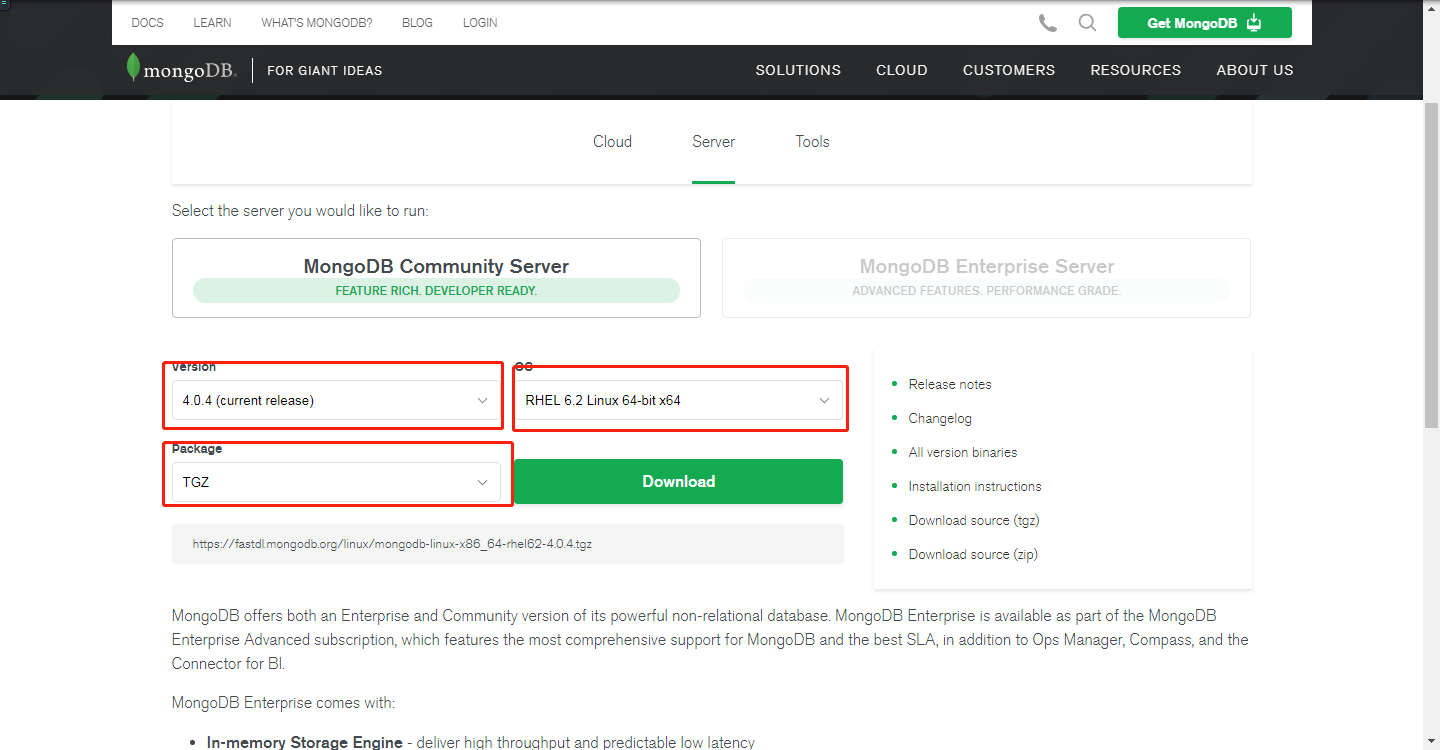 DOCS LEARN WHAT'S MONGODB? BLOG LOGIN Get MongoDB
mongoDB. FOR GIANT IDEAS SOLUTIONS CLOUD CUSTOMERS RESOURCES ABOUT US
Cloud Server Tools
Select the server you would like to run:
MongoDB Community Server
FEATURE RICH. DEVELOPER READY.
MongoDB Enterprise Server
ADVANCED FEATURES. PERFORMANCE GRADE.
Version
4.0.4 (current release)
OS
RHEL 6.2 Linux 64-bit x64
Package
TGZ
Download
https://fastdl.mongodb.org/linux/mongodb-linux-x86_64-rhel62-4.0.4.tgz
Release notes
Changelog
All version binaries
Installation instructions
Download source (tgz)
Download source (zip)
MongoDB offers both an Enterprise and Community version of its powerful non-relational database. MongoDB Enterprise is available as part of the MongoDB
Enterprise Advanced subscription, which features the most comprehensive support for MongoDB and the best SLA, in addition to Ops Manager, Compass, and the
Connector for BI.
MongoDB Enterprise comes with:
• In-memory Storage Engine - deliver high throughput and predictable low latency